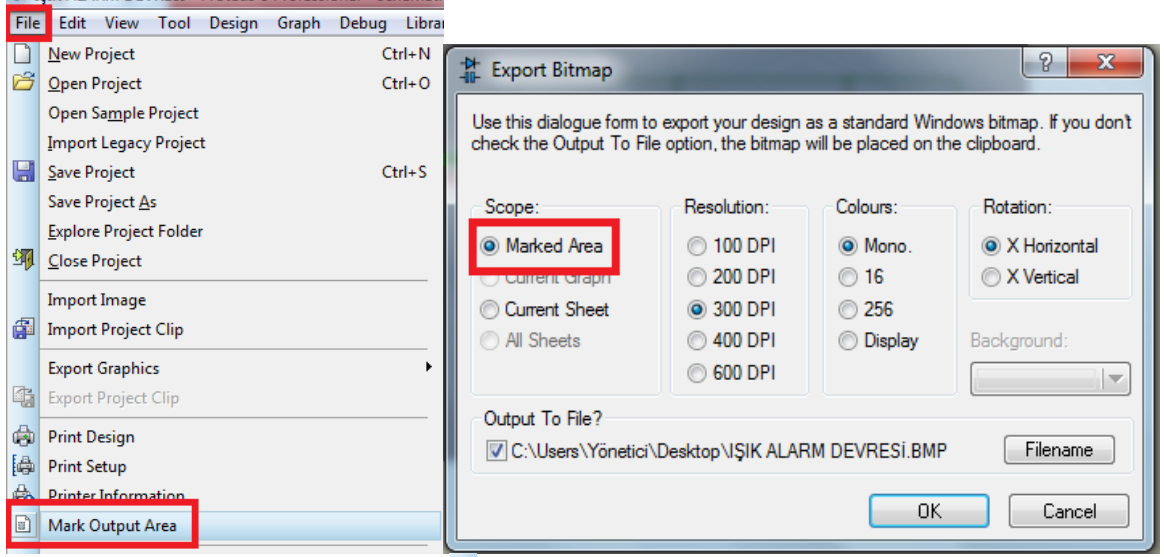 File Edit View Tool Design Graph Debug
New Project Ctrl+N
Open Project Ctrl+O
Open Sample Project
Import Legacy Project
Save Project Ctrl+S
Save Project As
Explore Project Folder
Close Project
Import Image
Import Project Clip
Export Graphics
Export Project Clip
Print Design
Print Setup
Printer Information
Mark Output Area
Export Bitmap
Use this dialogue form to export your design as a standard Windows bitmap. If you don't
check the Output To File option, the bitmap will be placed on the clipboard.
Scope: Resolution: Colours: Rotation:
Marked Area 100 DPI Mono. X Horizontal
Current Graph 200 DPI 16 X Vertical
Current Sheet 300 DPI 256
All Sheets 400 DPI Display Background:
600 DPI
Output To File?
C:\Users\Yönetici\Desktop\IŞIK ALARM DEVRESİ.BMP Filename
OK Cancel